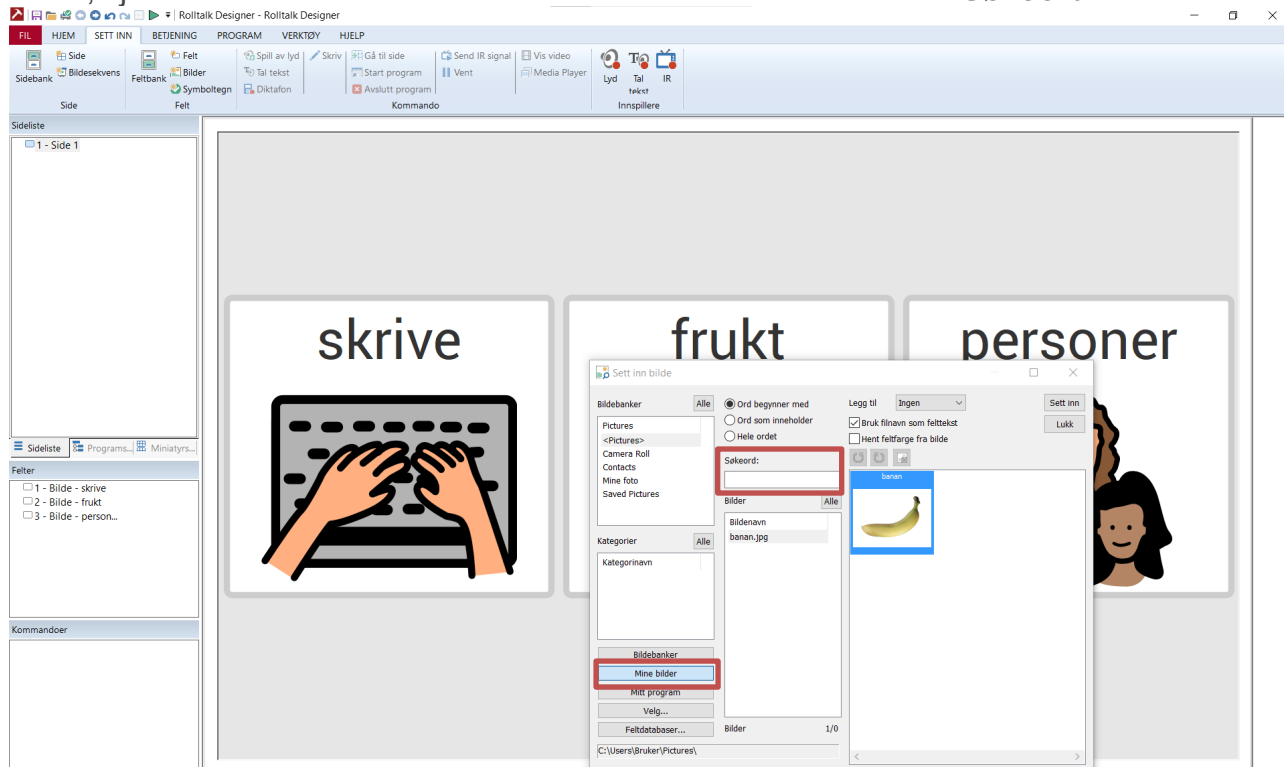 Rolltalk Designer - Rolltalk Designer
FIL HJEM SETT INN BETJENING PROGRAM VERKTØY HJELP
Sidebank
Side
Bildesekvens
Side
Feltbank
Felt
Bilder
Symboltegn
Felt
Spill av lyd
Tal tekst
Diktafon
Skriv
Gå til side
Start program
Avslutt program
Send IR signal
Vent
Vis video
Media Player
Kommando
Lyd
Tal tekst
IR
Innspillere
Sideliste
1 - Side 1
Sideliste Programs... Miniatyrs...
Felter
1 - Bilde - skrive
2 - Bilde - frukt
3 - Bilde - person...
Kommandoer
skrive
frukt
personer
Sett inn bilde
Bildebanker Alle
Pictures
<Pictures>
Camera Roll
Contacts
Mine foto
Saved Pictures
Kategorier Alle
Kategorinavn
Bildebanker
Mine bilder
Mitt program
Velg...
Feltdatabaser...
C:\Users\Bruker\Pictures\
Ord begynner med
Ord som inneholder
Hele ordet
Søkeord:
Bilder Alle
Bildenavn
banan.jpg
Bilder 1/0
Legg til Ingen
Bruk filnavn som felttekst
Hent feltfarge fra bilde
Sett inn
Lukk
banan